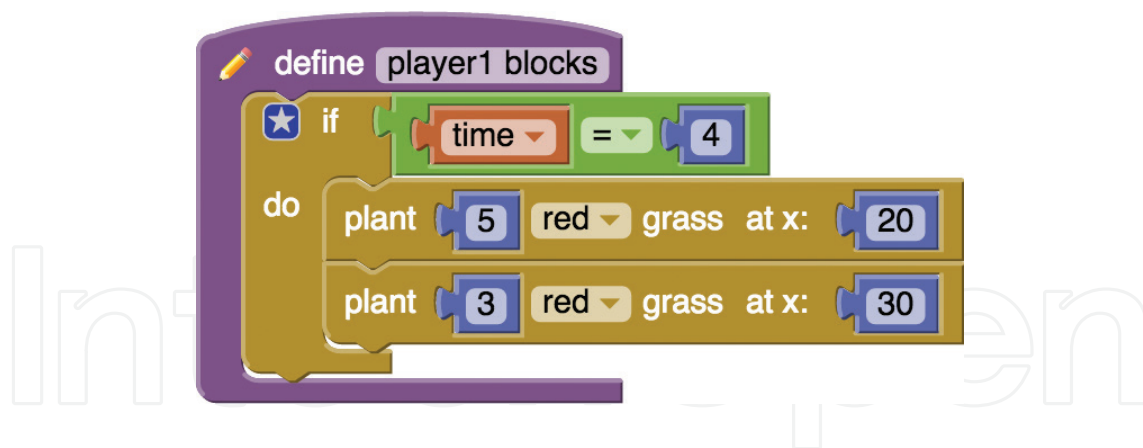 define player1 blocks
if time = 4
do plant 5 red grass at x: 20
plant 3 red grass at x: 30